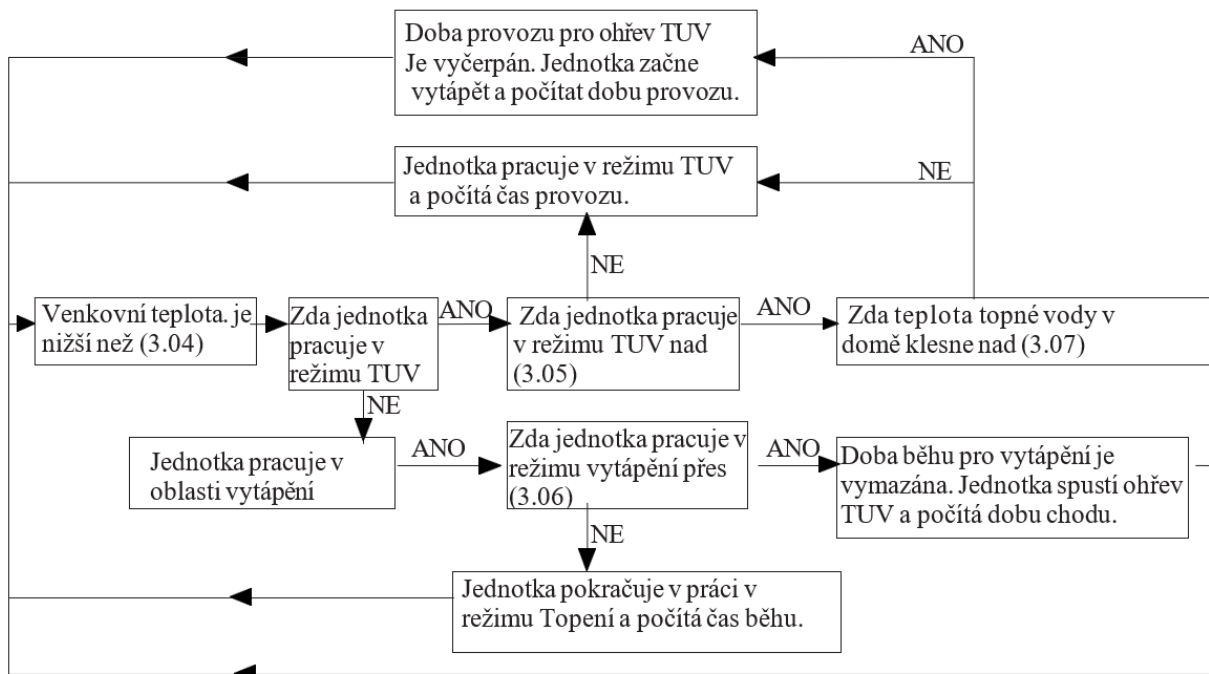 Doba provozu pro ohřev TUV
Je vyčerpán. Jednotka začne
vytápět a počítat dobu provozu.
ANO
Jednotka pracuje v režimu TUV
a počítá čas provozu.
NE
NE
Venkovní teplota. je
nižší než (3.04)
Zda jednotka
pracuje v
režimu TUV
ANO
Zda jednotka pracuje
v režimu TUV nad
(3.05)
ANO
Zda teplota topné vody v
domě klesne nad (3.07)
NE
Jednotka pracuje v
oblasti vytápění
ANO
Zda jednotka pracuje v
režimu vytápění přes
(3.06)
ANO
Doba běhu pro vytápění je
vymazána. Jednotka spustí ohřev
TUV a počítá dobu chodu.
NE
Jednotka pokračuje v práci v
režimu Topení a počítá čas běhu.